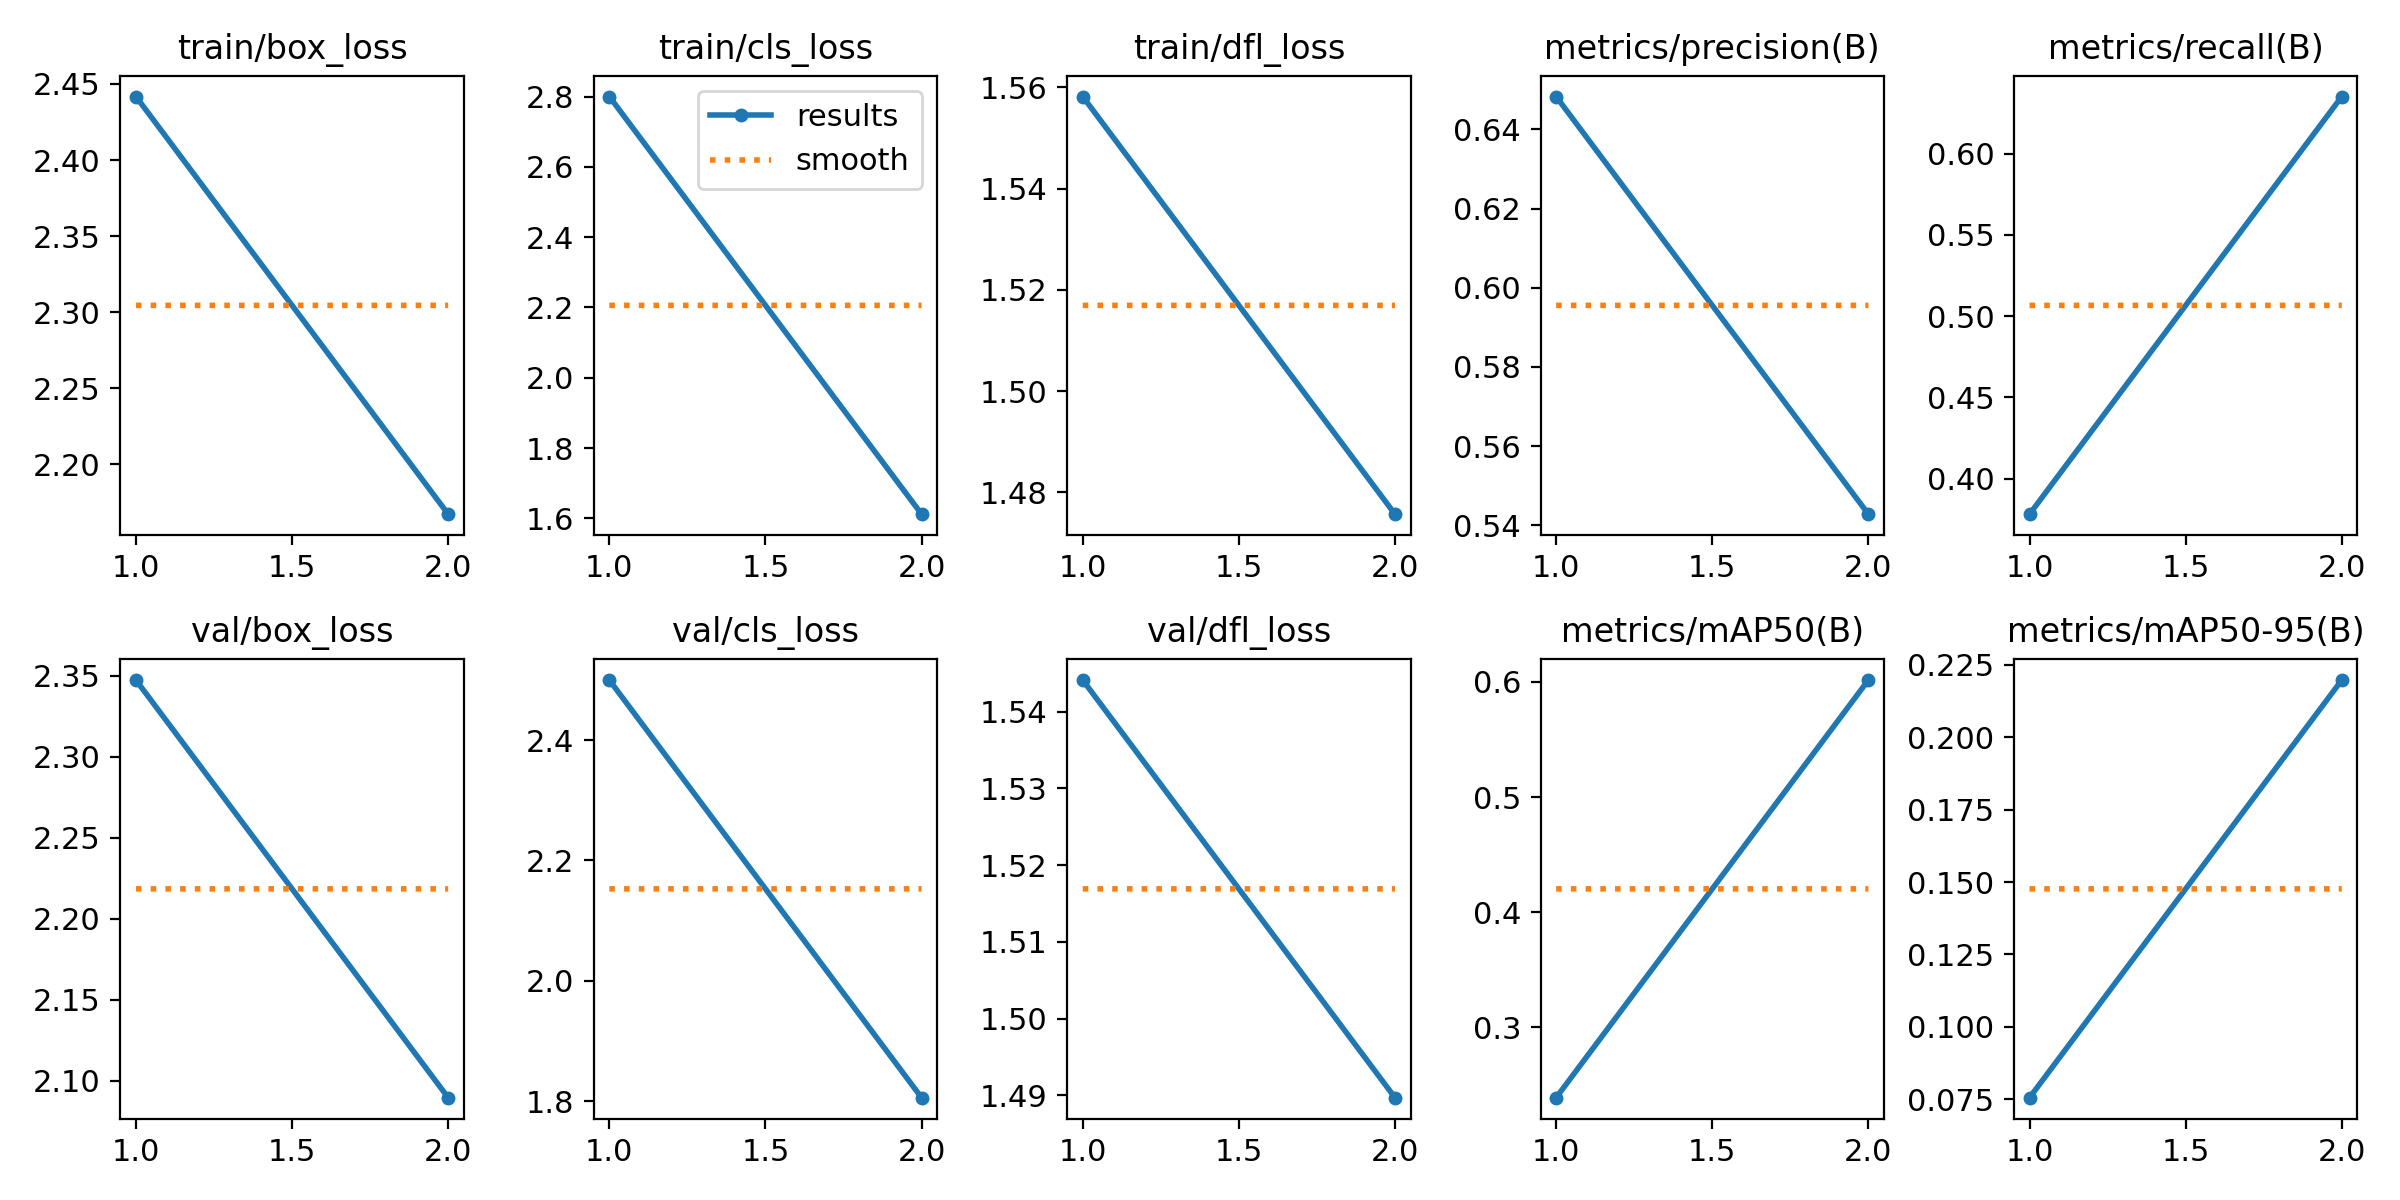 train/box_loss
2.45
2.40
2.35
2.30
2.25
2.20
1.0 1.5 2.0
train/cls_loss
results
smooth
2.8
2.6
2.4
2.2
2.0
1.8
1.6
1.0 1.5 2.0
train/dfl_loss
1.56
1.54
1.52
1.50
1.48
1.0 1.5 2.0
metrics/precision(B)
0.64
0.62
0.60
0.58
0.56
0.54
1.0 1.5 2.0
metrics/recall(B)
0.60
0.55
0.50
0.45
0.40
1.0 1.5 2.0
val/box_loss
2.35
2.30
2.25
2.20
2.15
2.10
1.0 1.5 2.0
val/cls_loss
2.4
2.2
2.0
1.8
1.0 1.5 2.0
val/dfl_loss
1.54
1.53
1.52
1.51
1.50
1.49
1.0 1.5 2.0
metrics/mAP50(B)
0.6
0.5
0.4
0.3
1.0 1.5 2.0
metrics/mAP50-95(B)
0.225
0.200
0.175
0.150
0.125
0.100
0.075
1.0 1.5 2.0